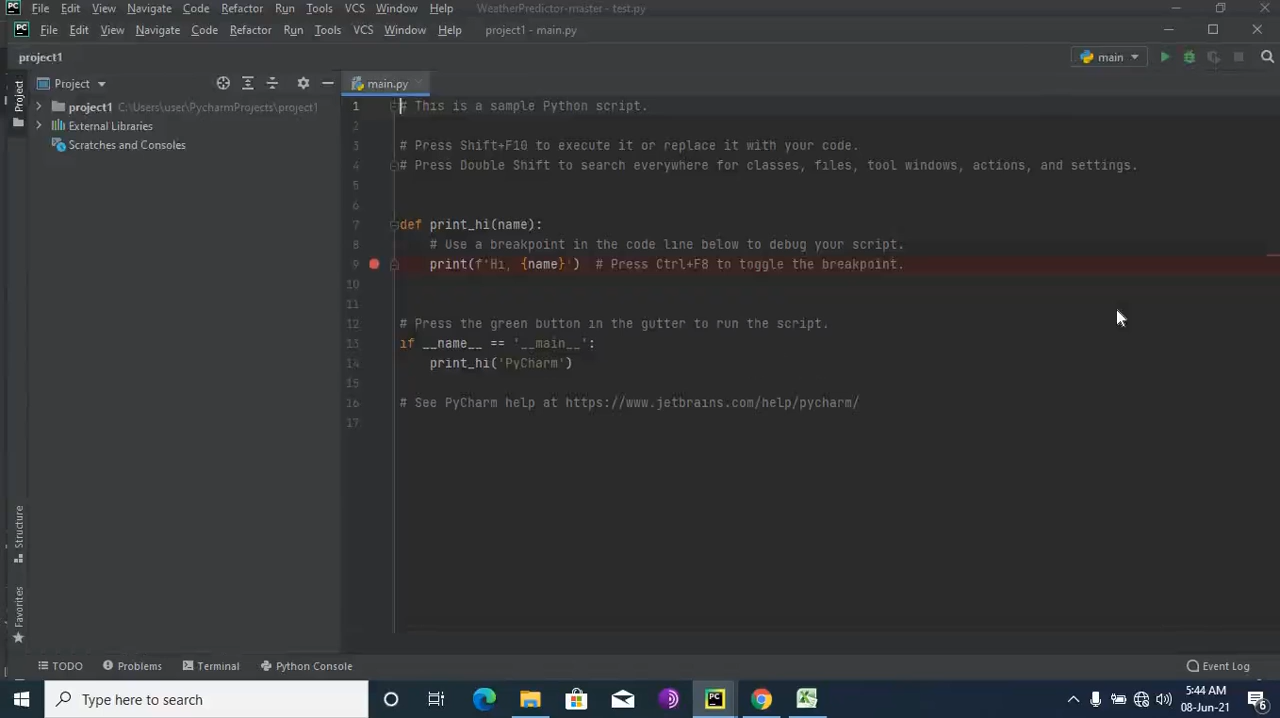 PC File Edit View Navigate Code Refactor Run Tools VCS Window Help WeatherPredictor-master - test.py
PC File Edit View Navigate Code Refactor Run Tools VCS Window Help project1 - main.py
project1 main
Project Project main.py
project1 C:\Users\user\PycharmProjects\project1
External Libraries
Scratches and Consoles
1 # This is a sample Python script.
2
3 # Press Shift+F10 to execute it or replace it with your code.
4 # Press Double Shift to search everywhere for classes, files, tool windows, actions, and settings.
5
6
7 def print_hi(name):
8 # Use a breakpoint in the code line below to debug your script.
9 print(f'Hi, {name}') # Press Ctrl+F8 to toggle the breakpoint.
10
11
12 # Press the green button in the gutter to run the script.
13 if __name__ == '__main__':
14 print_hi('PyCharm')
15
16 # See PyCharm help at https://www.jetbrains.com/help/pycharm/
17
Structure
Favorites
TODO Problems Terminal Python Console Event Log
Type here to search PC 5:44 AM
08-Jun-21 6